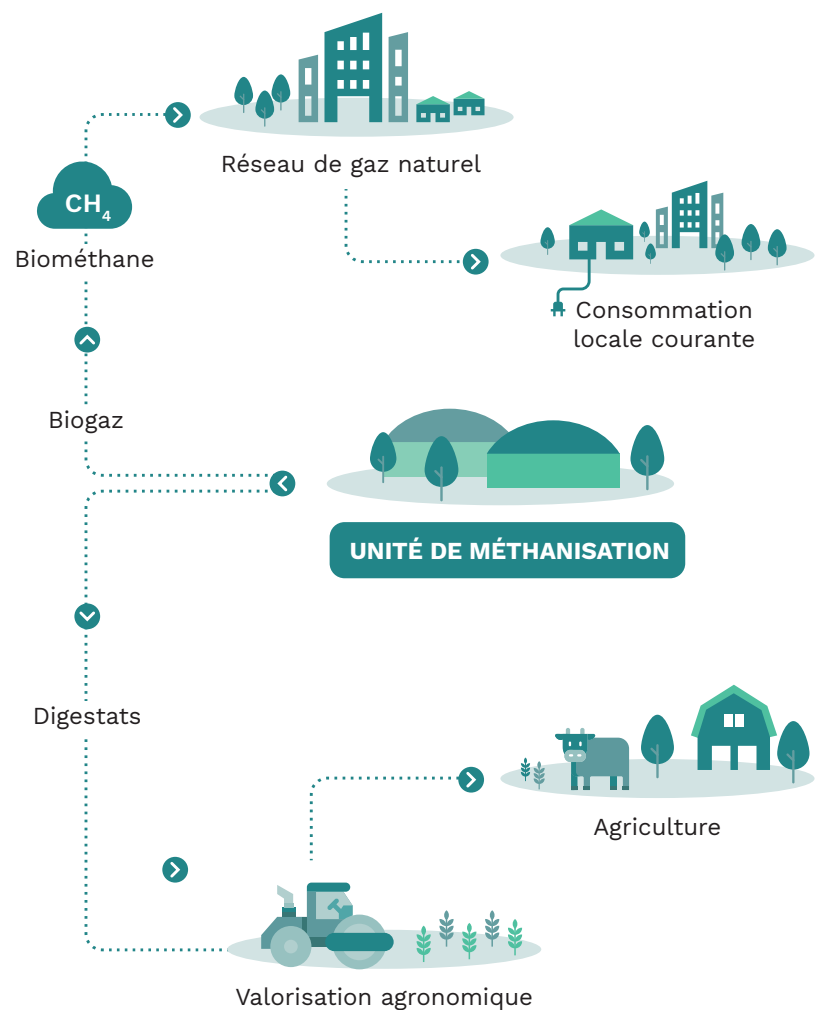 Réseau de gaz naturel
CH₄
Biométhane
Consommation
locale courante
Biogaz
UNITÉ DE MÉTHANISATION
Digestats
Agriculture
Valorisation agronomique